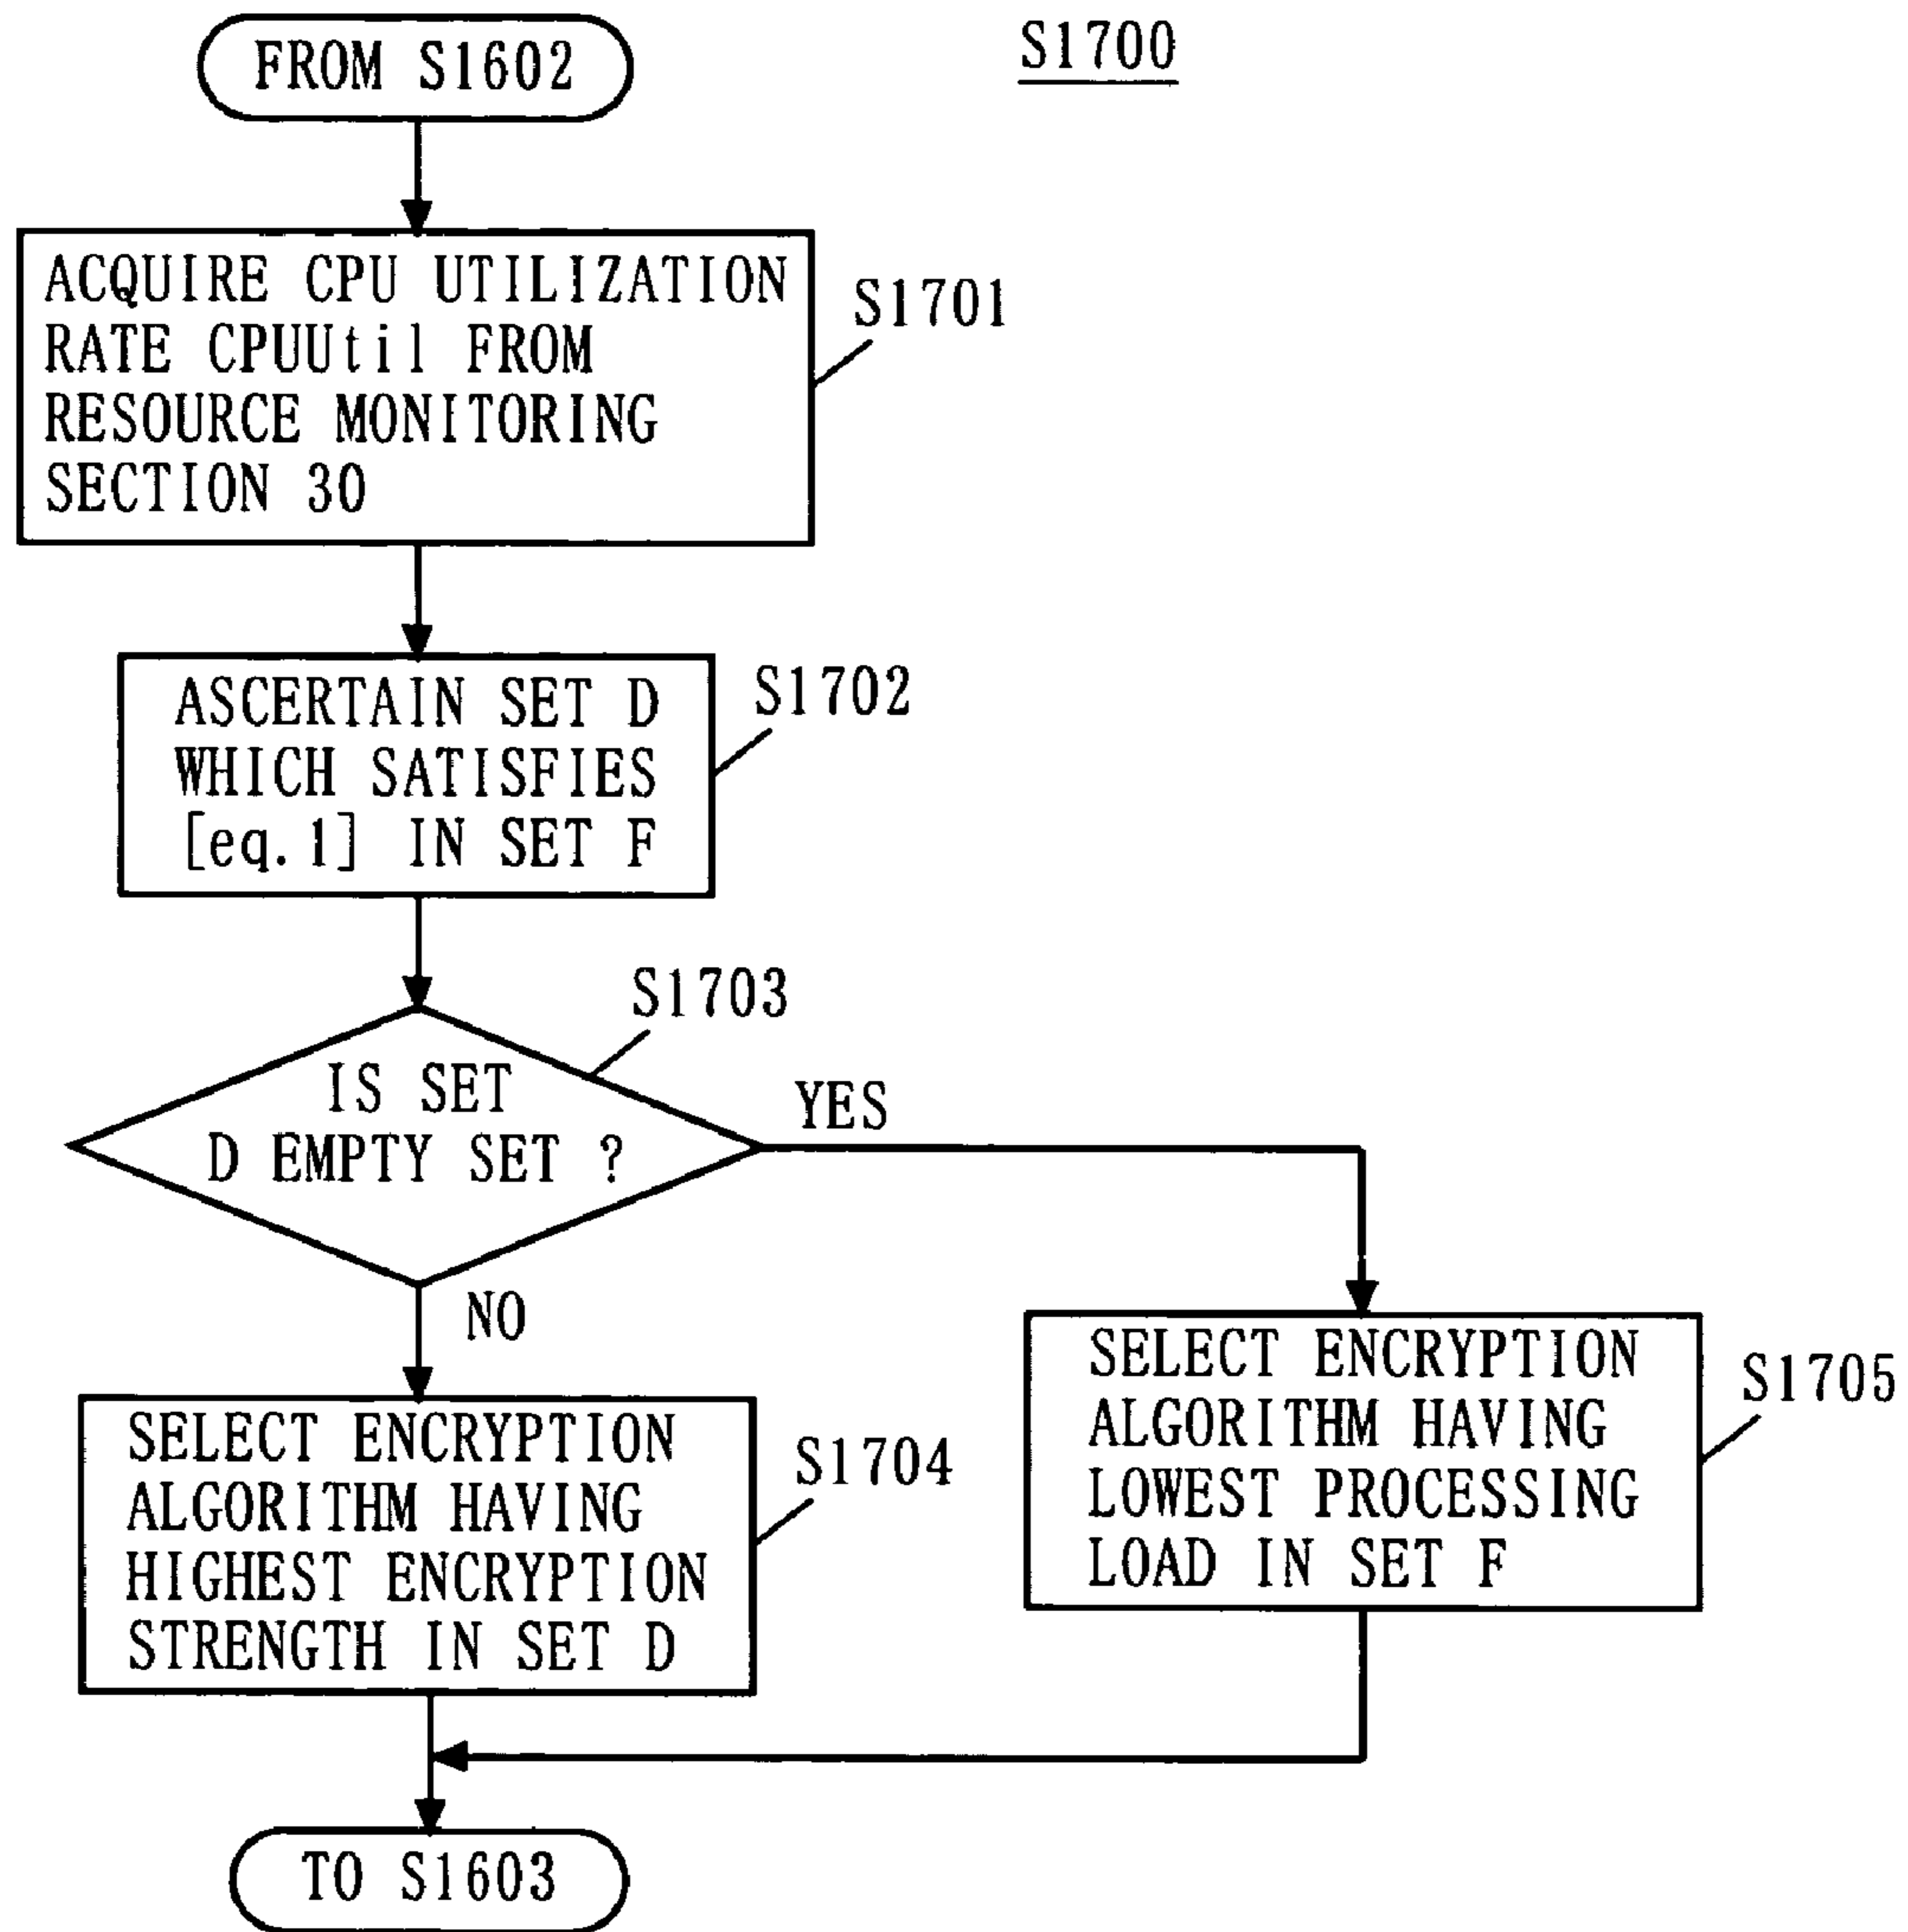 FROM S1602
S1700
ACQUIRE CPU UTILIZATION
RATE CPUUtil FROM
RESOURCE MONITORING
SECTION 30
S1701
ASCERTAIN SET D
WHICH SATISFIES
[eq. 1] IN SET F
S1702
S1703
IS SET
D EMPTY SET ?
YES
NO
SELECT ENCRYPTION
ALGORITHM HAVING
HIGHEST ENCRYPTION
STRENGTH IN SET D
S1704
SELECT ENCRYPTION
ALGORITHM HAVING
LOWEST PROCESSING
LOAD IN SET F
S1705
TO S1603